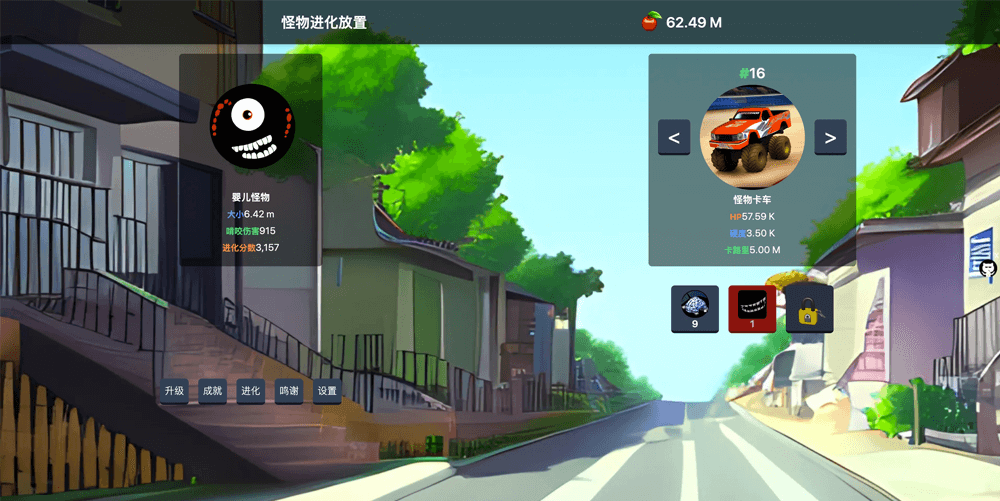 怪物进化放置
62.49 M
婴儿怪物
大小6.42 m
啃咬伤害915
进化分数3,157
升级
成就
进化
鸣谢
设置
#16
<
>
怪物卡车
HP57.59 K
硬度3.50 K
卡路里5.00 M
9
1